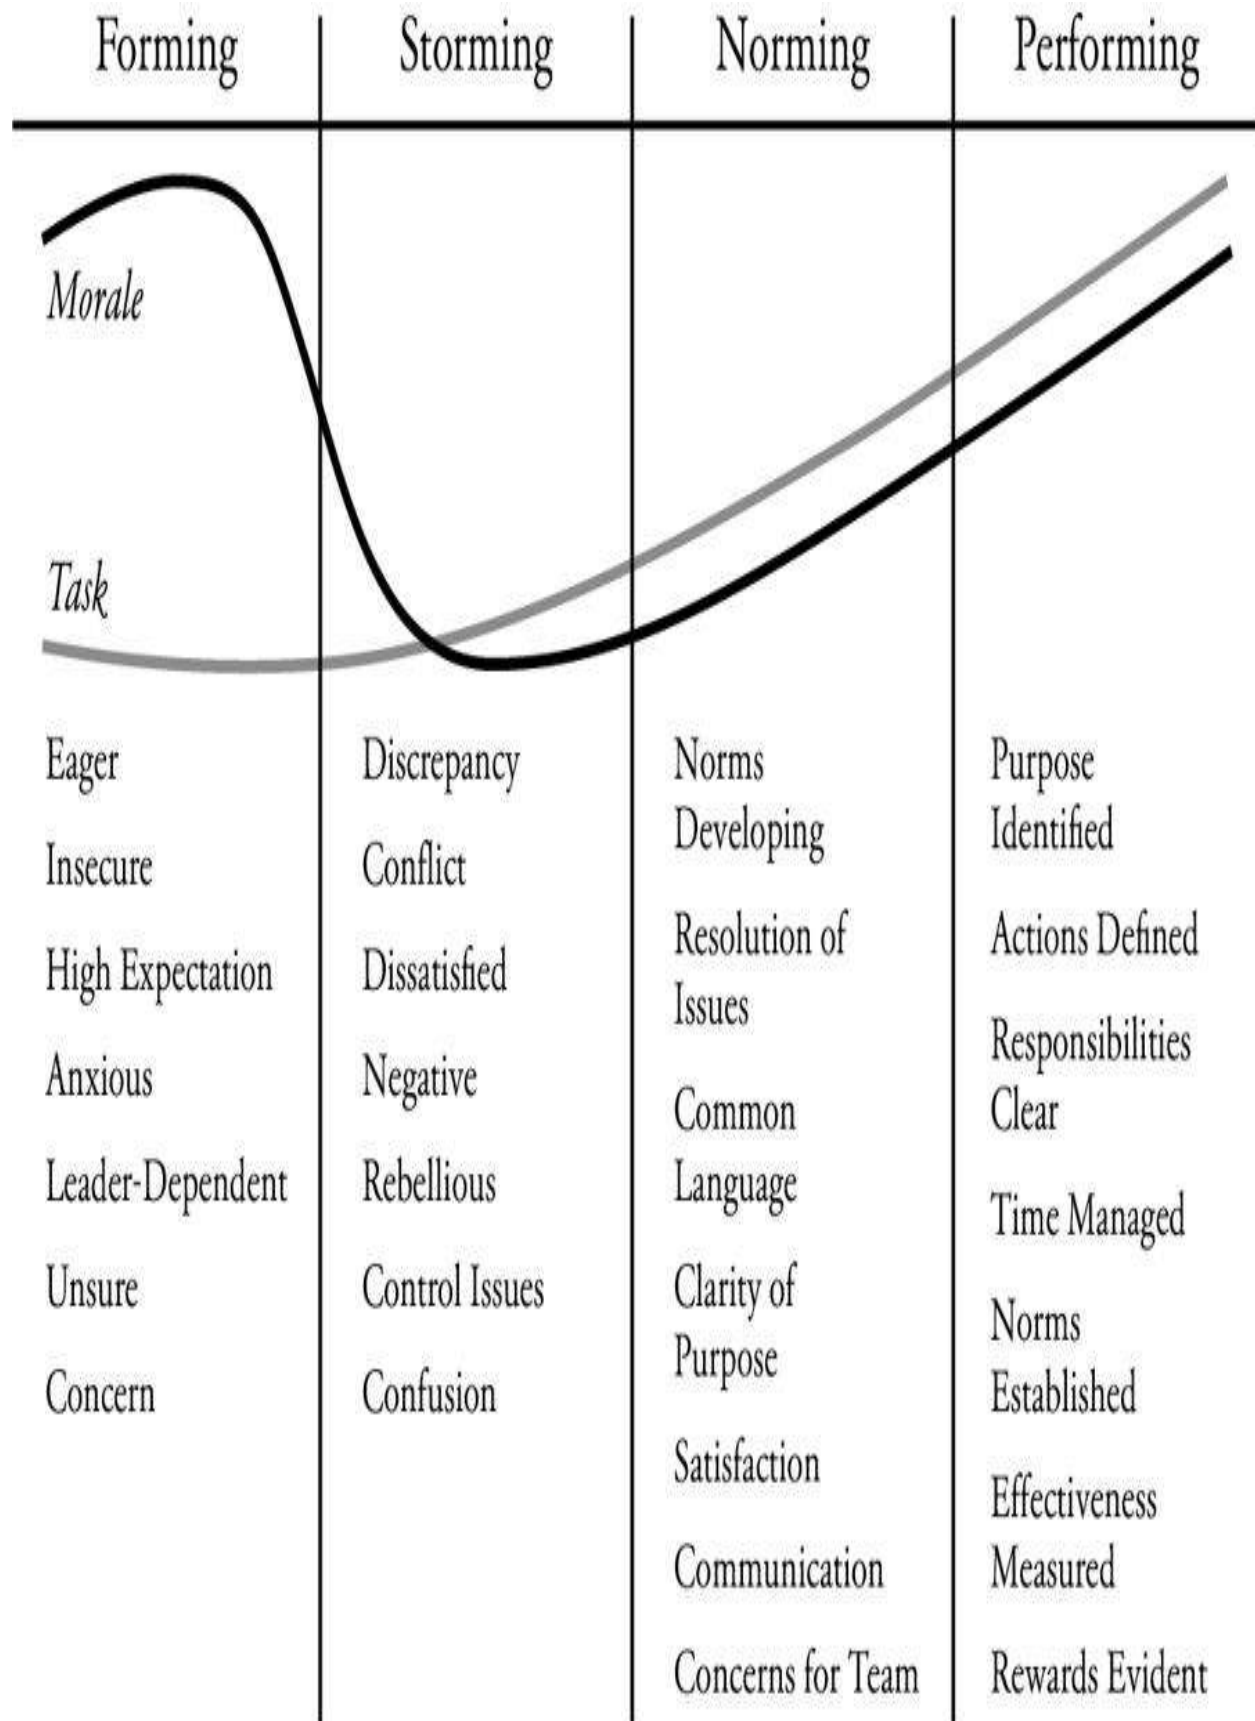 Forming
Storming
Norming
Performing
Morale
Task
Eager
Insecure
High Expectation
Anxious
Leader-Dependent
Unsure
Concern
Discrepancy
Conflict
Dissatisfied
Negative
Rebellious
Control Issues
Confusion
Norms
Developing
Resolution of
Issues
Common
Language
Clarity of
Purpose
Satisfaction
Communication
Concerns for Team
Purpose
Identified
Actions Defined
Responsibilities
Clear
Time Managed
Norms
Established
Effectiveness
Measured
Rewards Evident